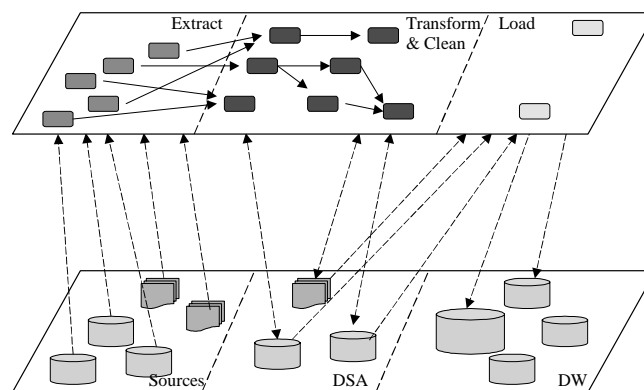 Extract
Transform
& Clean
Load
Sources
DSA
DW